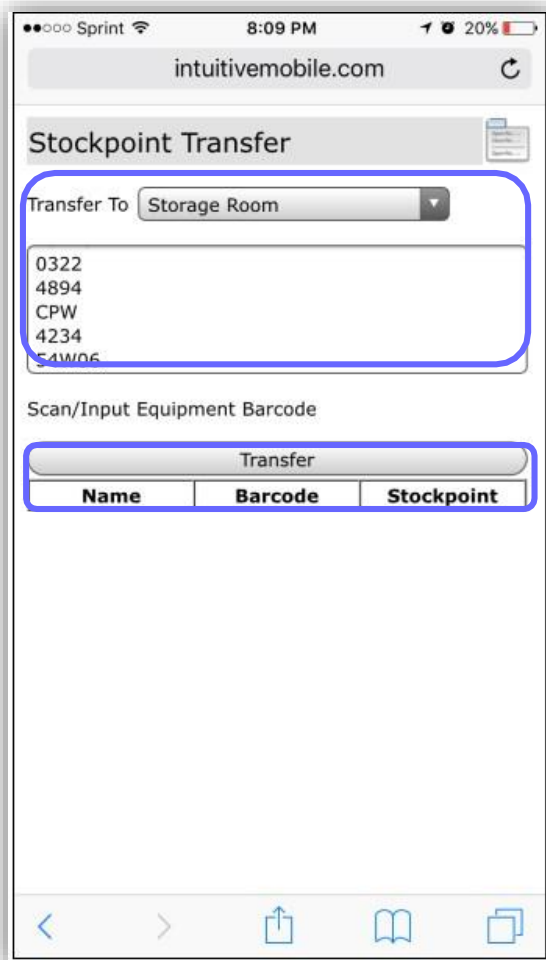 Sprint 8:09 PM 20%
intuitivemobile.com
Stockpoint Transfer
Transfer To Storage Room
0322
4894
CPW
4234
54W06
Scan/Input Equipment Barcode
Transfer
Name Barcode Stockpoint